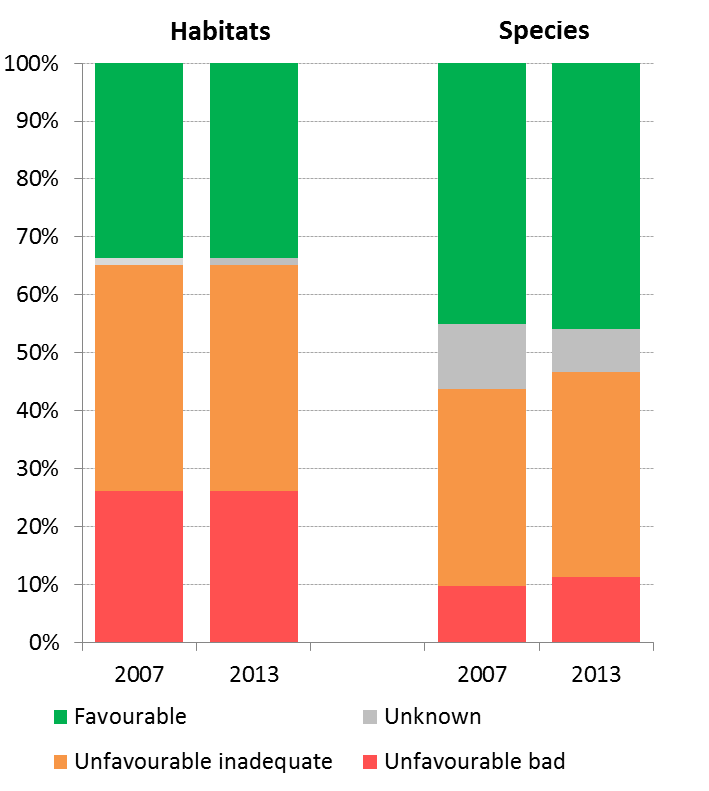 Habitats Species
100%
90%
80%
70%
60%
50%
40%
30%
20%
10%
0%
2007 2013 2007 2013
Favourable Unknown
Unfavourable inadequate Unfavourable bad